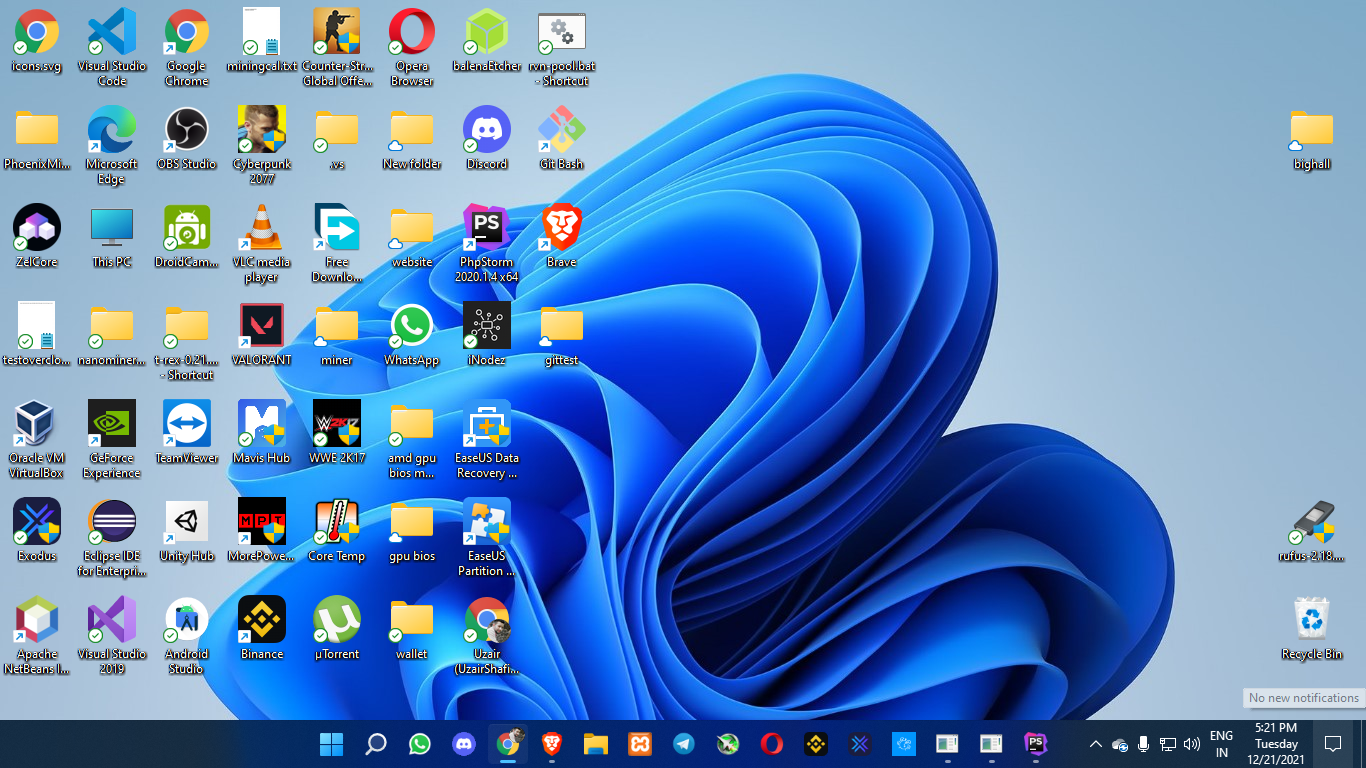 icons.svg
Visual Studio
Code
Google
Chrome
miningcal.txt
Counter-Str...
Global Offe...
Opera
Browser
balenaEtcher
rvn-pool.bat
- Shortcut
PhoenixMi...
Microsoft
Edge
OBS Studio
Cyberpunk
2077
.vs
New folder
Discord
Git Bash
bighall
ZelCore
This PC
DroidCam...
VLC media
player
Free
Downlo...
website
PS
PhpStorm
2020.1.4 x64
Brave
testoverclo...
nanominer...
t-rex-0.21....
- Shortcut
VALORANT
miner
WhatsApp
iNodez
gittest
Oracle VM
VirtualBox
GeForce
Experience
TeamViewer
Mavis Hub
W2K17
WWE 2K17
amd gpu
bios m...
EaseUS Data
Recovery ...
Exodus
Eclipse IDE
for Enterpri...
Unity Hub
MPT
MorePowe...
Core Temp
gpu bios
EaseUS
Partition ...
rufus-2.18....
Apache
NetBeans I...
Visual Studio
2019
Android
Studio
Binance
µTorrent
wallet
Uzair
(UzairShafi...
Recycle Bin
No new notifications
PS
ENG
IN
5:21 PM
Tuesday
12/21/2021